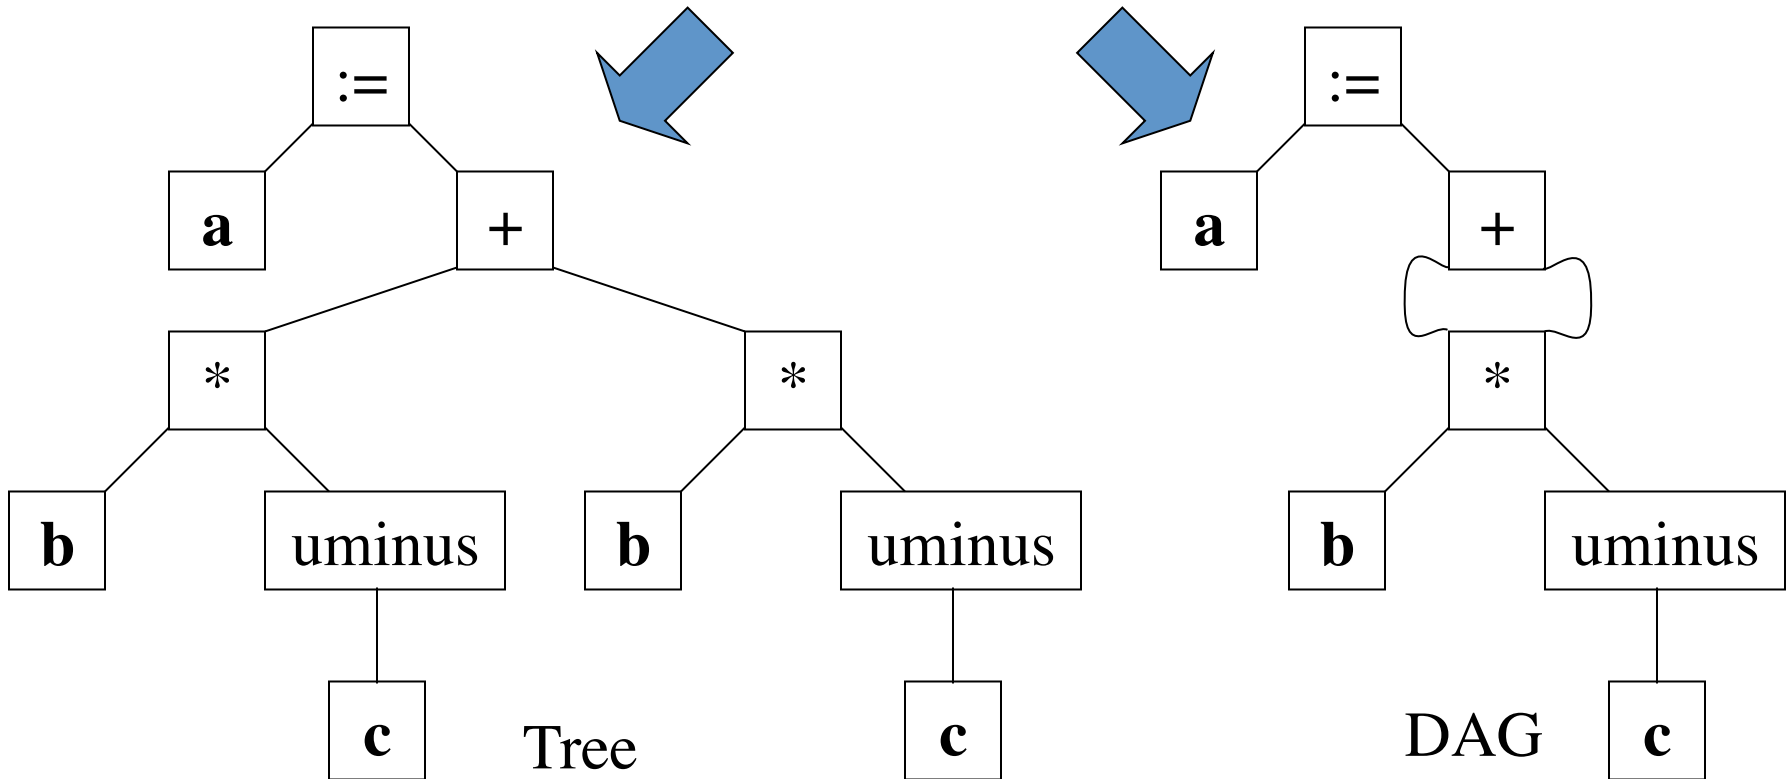 := :=
a + a +
* * *
b uminus b uminus b uminus
c Tree c DAG c